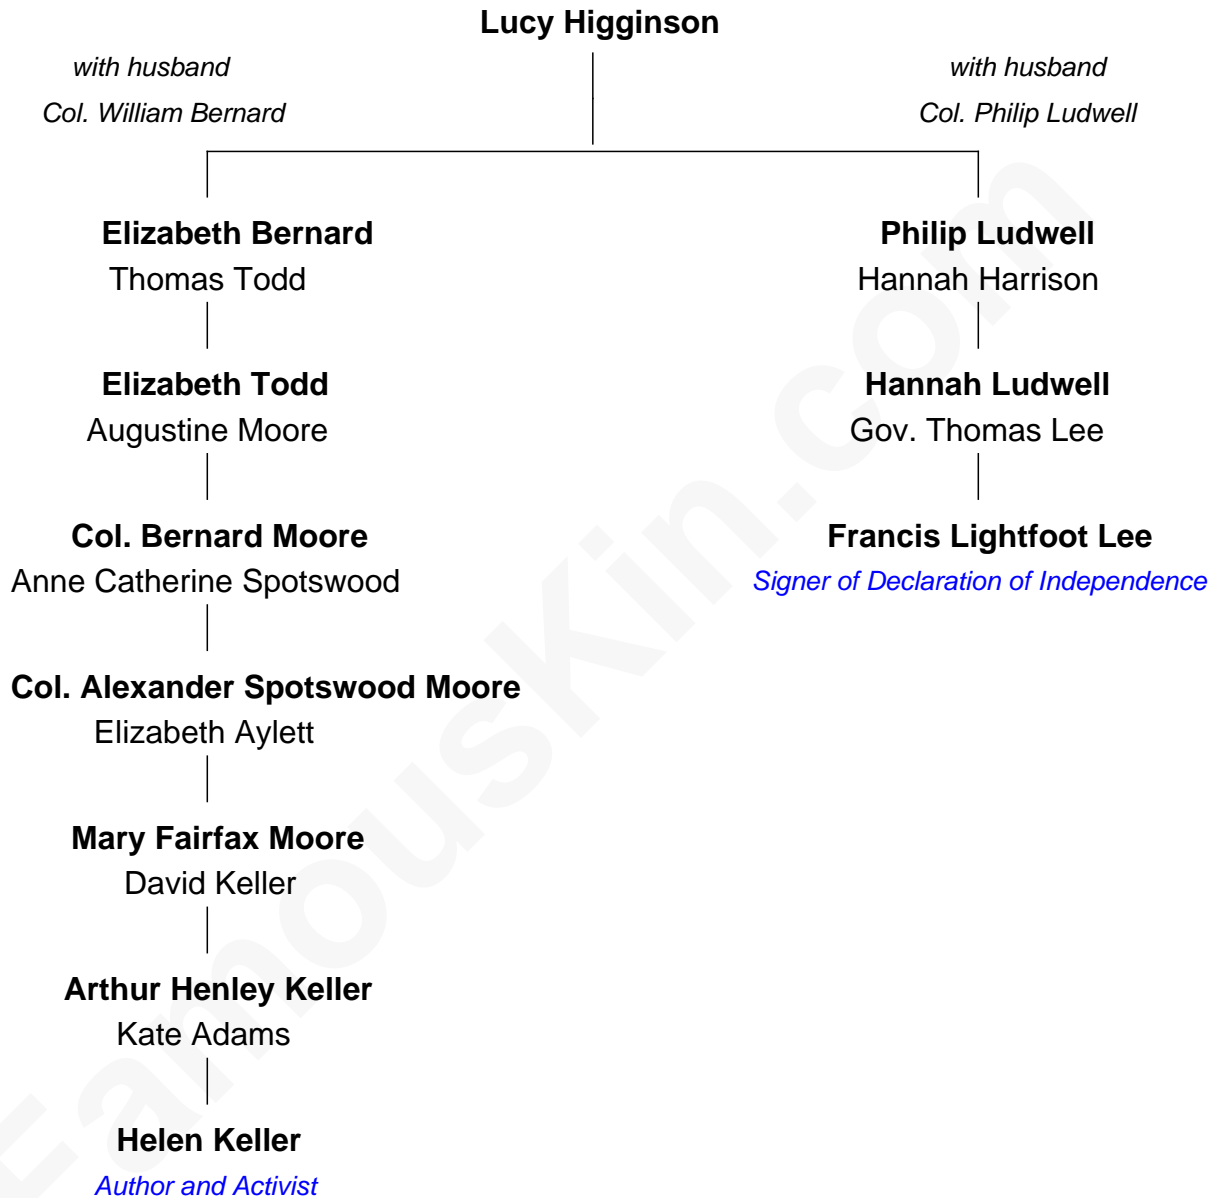 Lucy Higginson
with husband
Col. William Bernard
with husband
Col. Philip Ludwell
Elizabeth Bernard
Thomas Todd
Philip Ludwell
Hannah Harrison
Elizabeth Todd
Augustine Moore
Hannah Ludwell
Gov. Thomas Lee
Col. Bernard Moore
Anne Catherine Spotswood
Francis Lightfoot Lee
Signer of Declaration of Independence
Col. Alexander Spotswood Moore
Elizabeth Aylett
Mary Fairfax Moore
David Keller
Arthur Henley Keller
Kate Adams
Helen Keller
Author and Activist
FamousKin.com